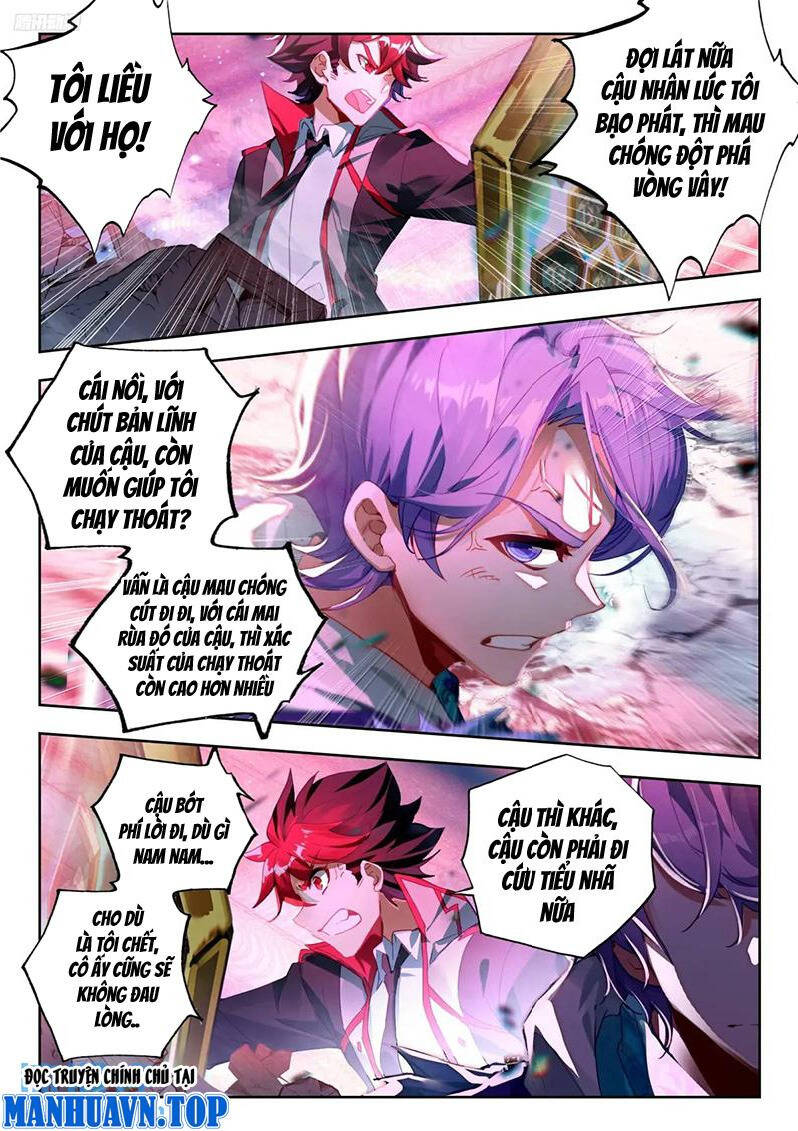 TÔI LIỀU
VỚI HỌ!
ĐỢI LÁT NỮA
CẬU NHÂN LÚC TÔI
BẠO PHÁT, THÌ MAU
CHÓNG ĐỘT PHÁ
VÒNG VÂY!
CÁI NỒI, VỚI
CHÚT BẢN LĨNH
CỦA CẬU, CÒN
MUỐN GIÚP TÔI
CHẠY THOÁT?
VẪN LÀ CẬU MAU CHÓNG
CÚT ĐI ĐI, VỚI CÁI MAI
RÙA ĐÓ CỦA CẬU, THÌ XÁC
SUẤT CỦA CHẠY THOÁT
CÒN CAO HƠN NHIỀU
CẬU BỚT
PHÍ LỜI ĐI, DÙ GÌ
NAM NAM...
CHO DÙ
LÀ TÔI CHẾT,
CÔ ẤY CŨNG SẼ
KHÔNG ĐAU
LÒNG..
CẬU THÌ KHÁC,
CẬU CÒN PHẢI ĐI
CỨU TIỂU NHÃ
NỮA
ĐỌC TRUYỆN CHÍNH CHỦ TẠI
MANHUAVN.TOP